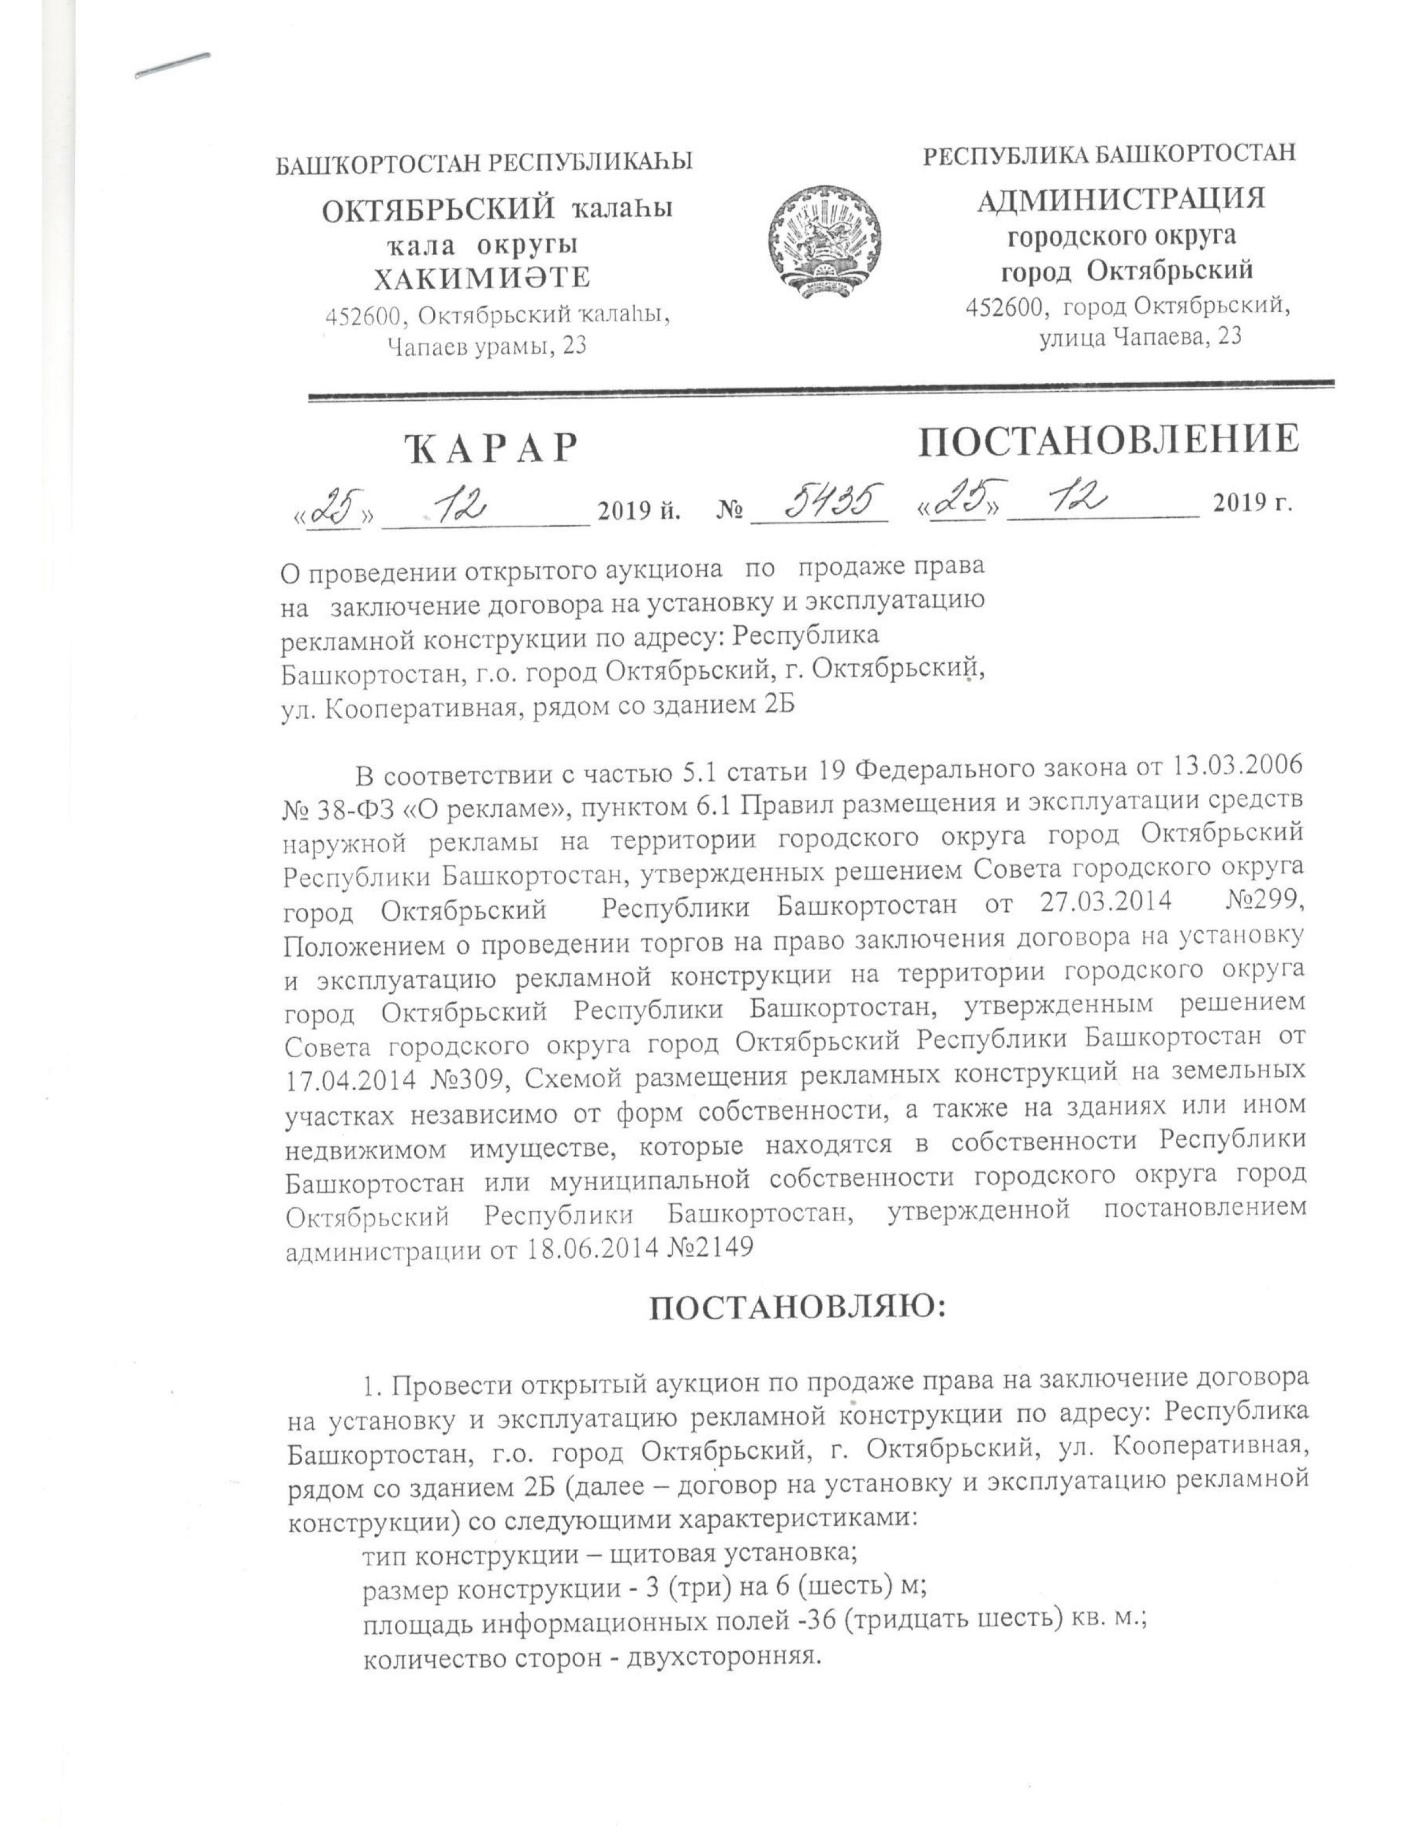 БАШҠОРТОСТАН РЕСПУБЛИКАҺЫ
ОКТЯБРЬСКИЙ ҡалаһы
ҡала округы
ХАКИМИӘТЕ
452600, Октябрьский ҡалаһы,
Чапаев урамы, 23
РЕСПУБЛИКА БАШКОРТОСТАН
АДМИНИСТРАЦИЯ
городского округа
город Октябрьский
452600, город Октябрьский,
улица Чапаева, 23
ҠАРАР
ПОСТАНОВЛЕНИЕ
«25» 12 2019 й. № 5435 «25» 12 2019 г.
О проведении открытого аукциона по продаже права
на заключение договора на установку и эксплуатацию
рекламной конструкции по адресу: Республика
Башкортостан, г.о. город Октябрьский, г. Октябрьский,
ул. Кооперативная, рядом со зданием 2Б
В соответствии с частью 5.1 статьи 19 Федерального закона от 13.03.2006
№ 38-ФЗ «О рекламе», пунктом 6.1 Правил размещения и эксплуатации средств
наружной рекламы на территории городского округа город Октябрьский
Республики Башкортостан, утвержденных решением Совета городского округа
город Октябрьский Республики Башкортостан от 27.03.2014 №299,
Положением о проведении торгов на право заключения договора на установку
и эксплуатацию рекламной конструкции на территории городского округа
город Октябрьский Республики Башкортостан, утвержденным решением
Совета городского округа город Октябрьский Республики Башкортостан от
17.04.2014 №309, Схемой размещения рекламных конструкций на земельных
участках независимо от форм собственности, а также на зданиях или ином
недвижимом имуществе, которые находятся в собственности Республики
Башкортостан или муниципальной собственности городского округа город
Октябрьский Республики Башкортостан, утвержденной постановлением
администрации от 18.06.2014 №2149
ПОСТАНОВЛЯЮ:
1. Провести открытый аукцион по продаже права на заключение договора
на установку и эксплуатацию рекламной конструкции по адресу: Республика
Башкортостан, г.о. город Октябрьский, г. Октябрьский, ул. Кооперативная,
рядом со зданием 2Б (далее – договор на установку и эксплуатацию рекламной
конструкции) со следующими характеристиками:
тип конструкции – щитовая установка;
размер конструкции - 3 (три) на 6 (шесть) м;
площадь информационных полей -36 (тридцать шесть) кв. м.;
количество сторон - двухсторонняя.